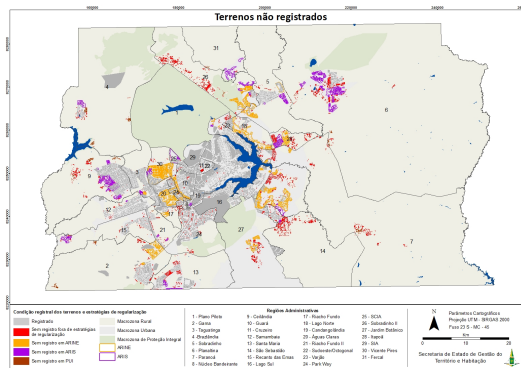 Terrenos não registrados
Condição registral dos terrenos e estratégias de regularização
Registrado
Sem registro fora de estratégias de regularização
Sem registro em ARINE
Sem registro em ARIS
Sem registro em PUI
Macrozona Rural
Macrozona Urbana
Macrozona de Proteção Integral
ARINE
ARIS
Regiões Administrativas
1 - Plano Piloto
2 - Gama
3 - Taguatinga
4 - Brazlândia
5 - Sobradinho
6 - Planaltina
7 - Paranoá
8 - Núcleo Bandeirante
9 - Ceilândia
10 - Guará
11 - Cruzeiro
12 - Samambaia
13 - Santa Maria
14 - São Sebastião
15 - Recanto das Emas
16 - Lago Sul
17 - Riacho Fundo
18 - Lago Norte
19 - Candangolândia
20 - Águas Claras
21 - Riacho Fundo II
22 - Sudoeste/Octogonal
23 - Varjão
24 - Park Way
25 - SCIA
26 - Sobradinho II
27 - Jardim Botânico
28 - Itapoã
29 - SIA
30 - Vicente Pires
31 - Fercal
N
Parâmetros Cartográficos
Projeção UTM - SIRGAS 2000
Fuso 23 S - MC - 45
Km
0 10 20
Secretaria de Estado de Gestão do
Território e Habitação